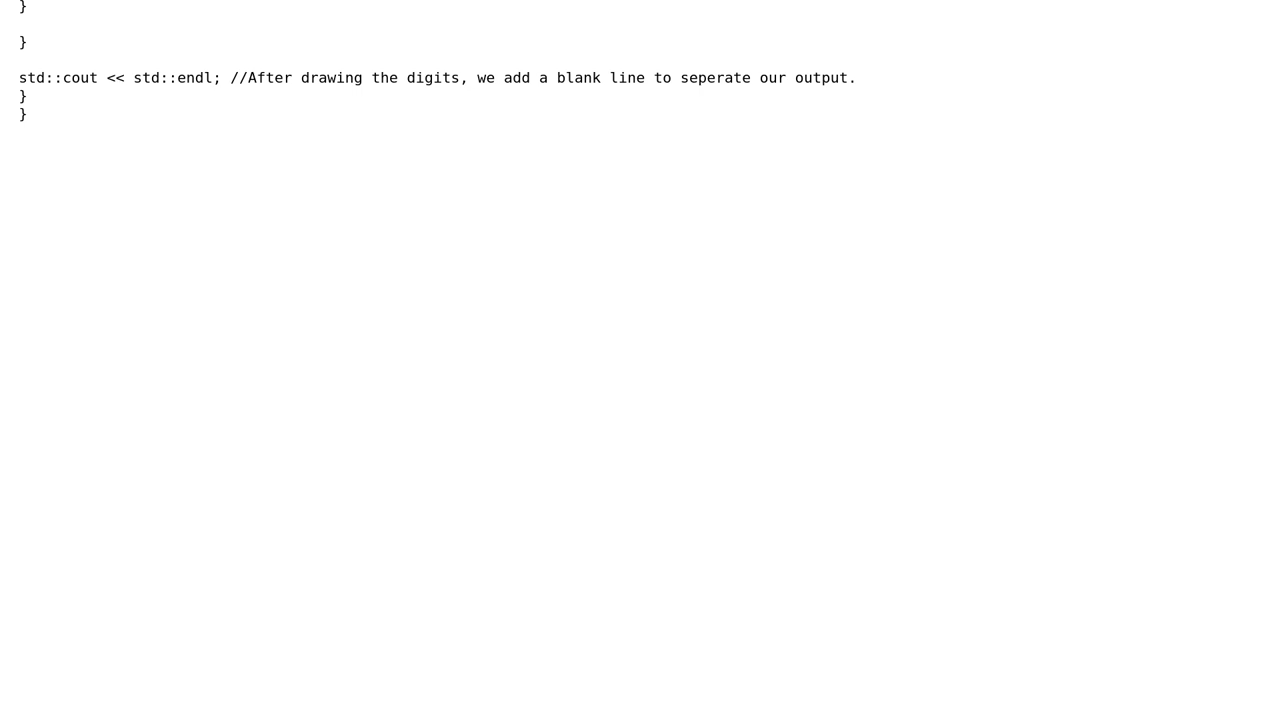 }
}
std::cout << std::endl; //After drawing the digits, we add a blank line to seperate our output.
}
}